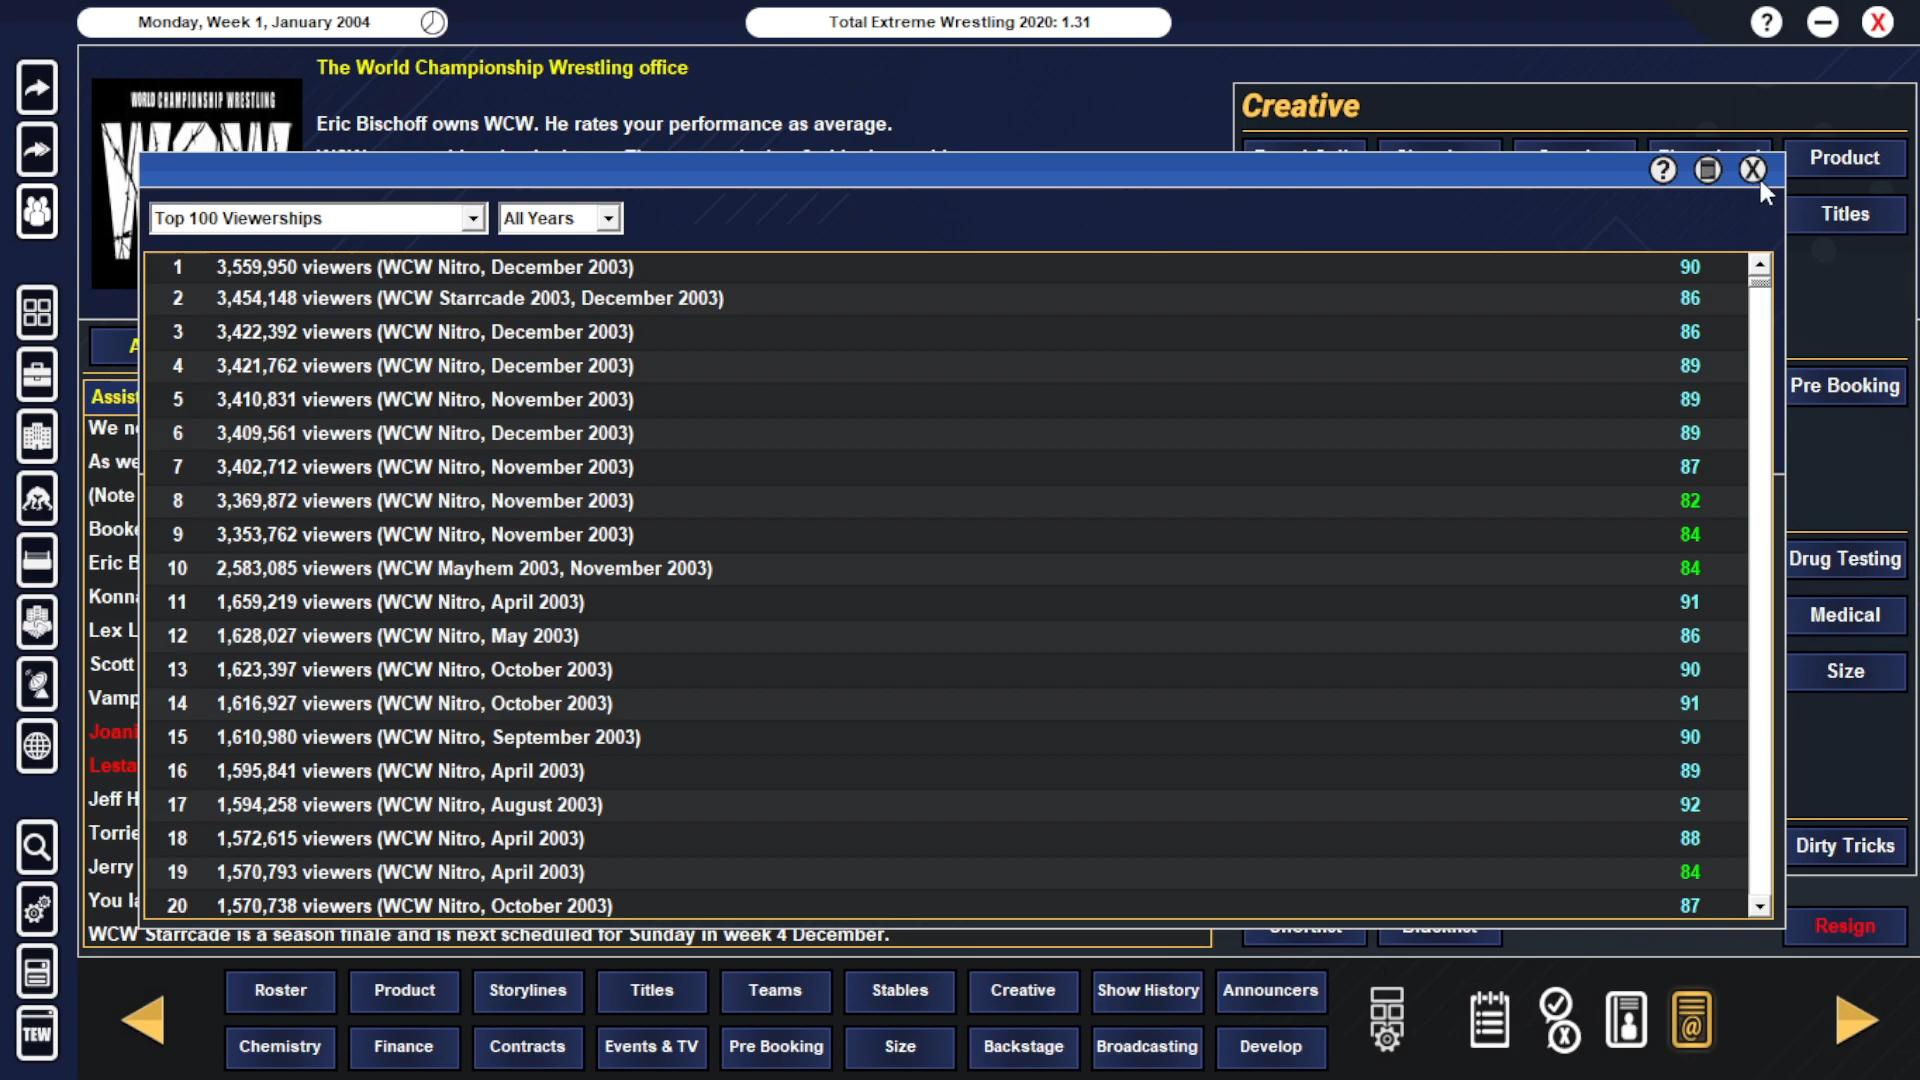 Monday, Week 1, January 2004
Total Extreme Wrestling 2020: 1.31
?
X
WORLD CHAMPIONSHIP WRESTLING
The World Championship Wrestling office
Eric Bischoff owns WCW. He rates your performance as average.
Creative
Product
Titles
Pre Booking
Drug Testing
Medical
Size
Dirty Tricks
Resign
?
X
Top 100 Viewerships
All Years
1 3,559,950 viewers (WCW Nitro, December 2003) 90
2 3,454,148 viewers (WCW Starrcade 2003, December 2003) 86
3 3,422,392 viewers (WCW Nitro, December 2003) 86
4 3,421,762 viewers (WCW Nitro, December 2003) 89
5 3,410,831 viewers (WCW Nitro, November 2003) 89
6 3,409,561 viewers (WCW Nitro, December 2003) 89
7 3,402,712 viewers (WCW Nitro, November 2003) 87
8 3,369,872 viewers (WCW Nitro, November 2003) 82
9 3,353,762 viewers (WCW Nitro, November 2003) 84
10 2,583,085 viewers (WCW Mayhem 2003, November 2003) 84
11 1,659,219 viewers (WCW Nitro, April 2003) 91
12 1,628,027 viewers (WCW Nitro, May 2003) 86
13 1,623,397 viewers (WCW Nitro, October 2003) 90
14 1,616,927 viewers (WCW Nitro, October 2003) 91
15 1,610,980 viewers (WCW Nitro, September 2003) 90
16 1,595,841 viewers (WCW Nitro, April 2003) 89
17 1,594,258 viewers (WCW Nitro, August 2003) 92
18 1,572,615 viewers (WCW Nitro, April 2003) 88
19 1,570,793 viewers (WCW Nitro, April 2003) 84
20 1,570,738 viewers (WCW Nitro, October 2003) 87
We
As we
(Note
Eric B
Lex L
Scott
Jeff H
Jerry
You
WCW Starrcade is a season finale and is next scheduled for Sunday in week 4 December.
TEW
Roster Product Storylines Titles Teams Stables Creative Show History Announcers
Chemistry Finance Contracts Events & TV Pre Booking Size Backstage Broadcasting Develop